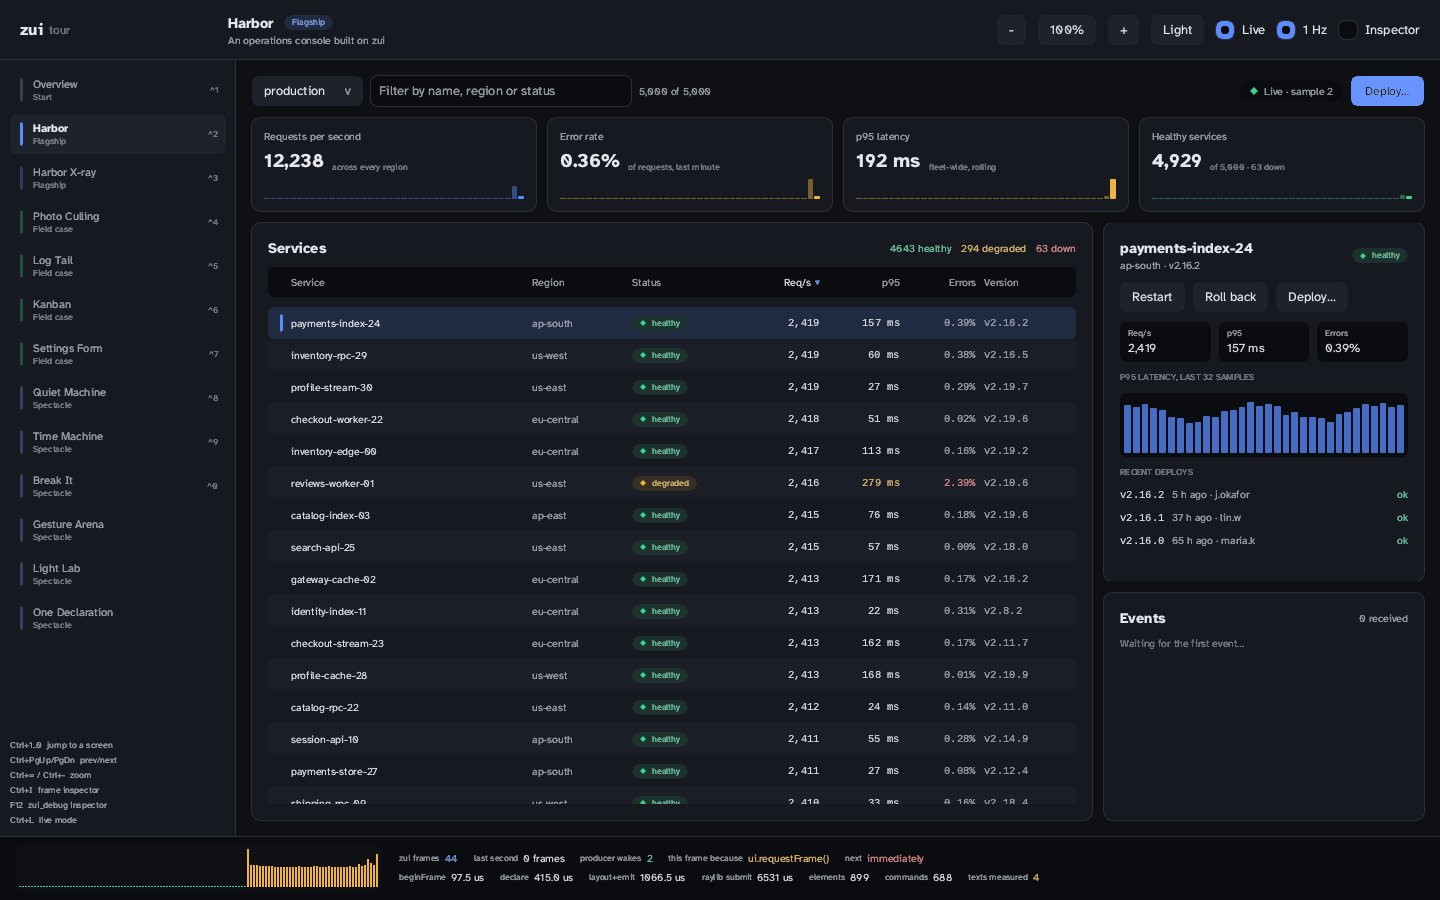 zui tour
Harbor Flagship
An operations console built on zui
- 100% + Light Live 1 Hz Inspector
Overview
Start
^1
Harbor
Flagship
^2
Harbor X-ray
Flagship
^3
Photo Culling
Field case
^4
Log Tail
Field case
^5
Kanban
Field case
^6
Settings Form
Field case
^7
Quiet Machine
Spectacle
^8
Time Machine
Spectacle
^9
Break It
Spectacle
^0
Gesture Arena
Spectacle
Light Lab
Spectacle
One Declaration
Spectacle
Ctrl+1..0 jump to a screen
Ctrl+PgUp/PgDn prev/next
Ctrl+= / Ctrl+- zoom
Ctrl+I frame inspector
F12 zui_debug inspector
Ctrl+L live mode
production v Filter by name, region or status 5,000 of 5,000 Live · sample 2 Deploy...
Requests per second
12,238 across every region
Error rate
0.36% of requests, last minute
p95 latency
192 ms fleet-wide, rolling
Healthy services
4,929 of 5,000 · 63 down
Services 4643 healthy 294 degraded 63 down
Service Region Status Req/s ▼ p95 Errors Version
payments-index-24 ap-south healthy 2,419 157 ms 0.39% v2.16.2
inventory-rpc-29 us-west healthy 2,419 60 ms 0.38% v2.16.5
profile-stream-30 us-east healthy 2,419 27 ms 0.29% v2.19.7
checkout-worker-22 eu-central healthy 2,418 51 ms 0.02% v2.19.6
inventory-edge-00 eu-central healthy 2,417 113 ms 0.16% v2.19.2
reviews-worker-01 us-east degraded 2,416 279 ms 2.39% v2.10.6
catalog-index-03 ap-east healthy 2,415 76 ms 0.18% v2.19.6
search-api-25 us-east healthy 2,415 57 ms 0.00% v2.18.0
gateway-cache-02 eu-central healthy 2,413 171 ms 0.17% v2.16.2
identity-index-11 eu-central healthy 2,413 22 ms 0.31% v2.8.2
checkout-stream-23 eu-central healthy 2,413 162 ms 0.17% v2.11.7
profile-cache-28 us-west healthy 2,413 168 ms 0.01% v2.10.9
catalog-rpc-22 us-east healthy 2,412 24 ms 0.14% v2.11.0
session-api-10 ap-south healthy 2,411 55 ms 0.28% v2.14.9
payments-store-27 ap-south healthy 2,411 27 ms 0.08% v2.12.4
shipping-rpc-09 us-west healthy 2,410 33 ms 0.16% v2.18.4
payments-index-24
ap-south · v2.16.2
healthy
Restart Roll back Deploy...
Req/s
2,419
p95
157 ms
Errors
0.39%
P95 LATENCY, LAST 32 SAMPLES
RECENT DEPLOYS
v2.16.2 5 h ago · j.okafor ok
v2.16.1 37 h ago · lin.w ok
v2.16.0 65 h ago · maria.k ok
Events 0 received
Waiting for the first event...
zui frames 44 last second 0 frames producer wakes 2 this frame because ui.requestFrame() next immediately
beginFrame 97.5 us declare 415.0 us layout+emit 1066.5 us raylib submit 6531 us elements 899 commands 688 texts measured 4